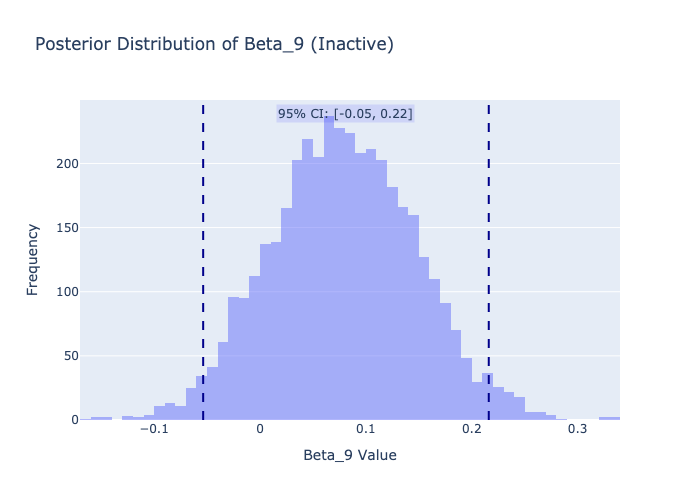 Posterior Distribution of Beta_9 (Inactive)
95% CI: [-0.05, 0.22]
200
150
100
50
0
Frequency
−0.1
0
0.1
0.2
0.3
Beta_9 Value